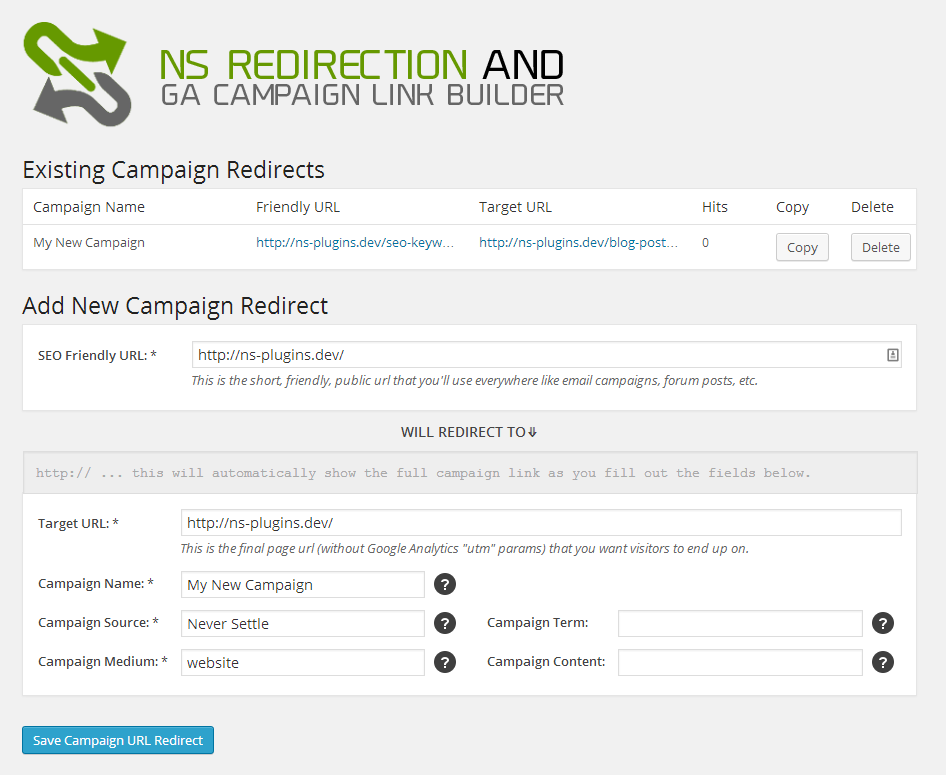 NS REDIRECTION AND
GA CAMPAIGN LINK BUILDER
Existing Campaign Redirects
Campaign Name Friendly URL Target URL Hits Copy Delete
My New Campaign http://ns-plugins.dev/seo-keyw... http://ns-plugins.dev/blog-post... 0 Copy Delete
Add New Campaign Redirect
SEO Friendly URL: * http://ns-plugins.dev/
This is the short, friendly, public url that you'll use everywhere like email campaigns, forum posts, etc.
WILL REDIRECT TO⇓
http:// ... this will automatically show the full campaign link as you fill out the fields below.
Target URL: * http://ns-plugins.dev/
This is the final page url (without Google Analytics "utm" params) that you want visitors to end up on.
Campaign Name: * My New Campaign ?
Campaign Source: * Never Settle ? Campaign Term: ?
Campaign Medium: * website ? Campaign Content: ?
Save Campaign URL Redirect